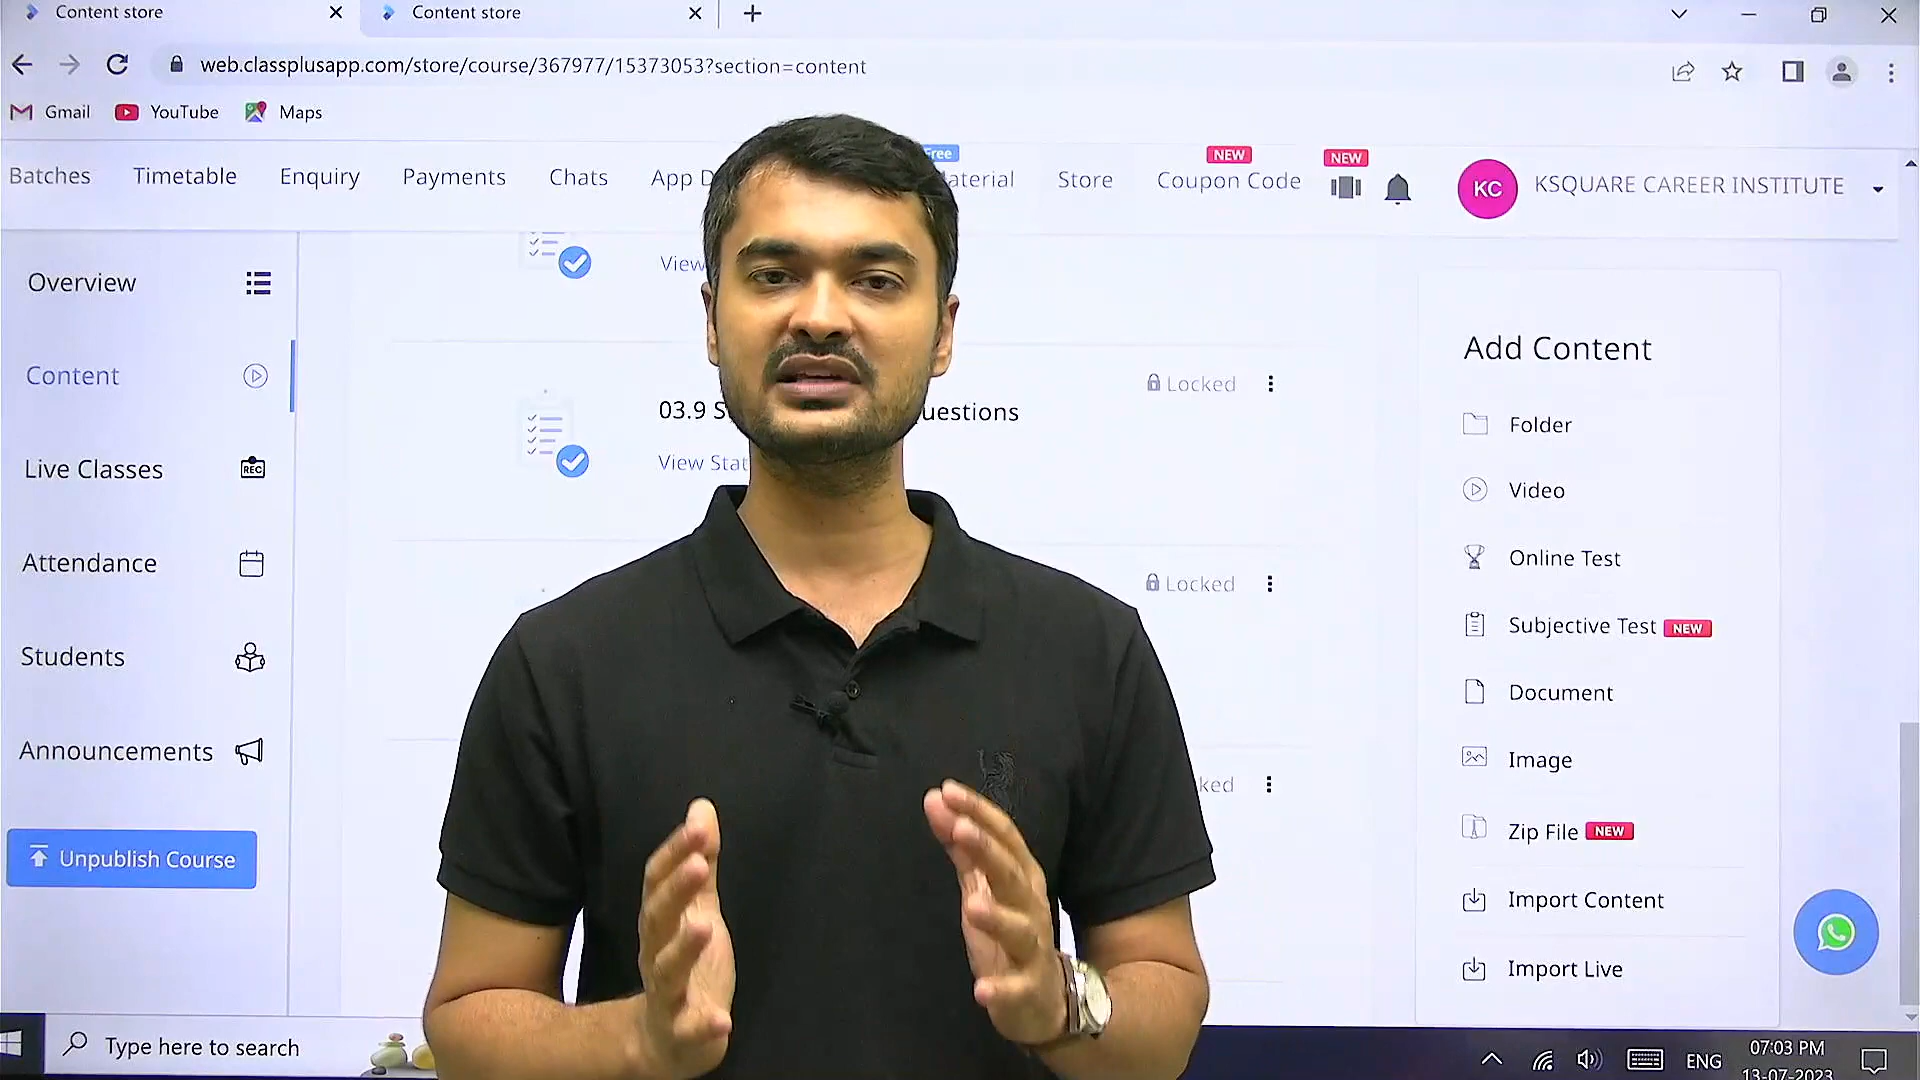 Content store
Content store
web.classplusapp.com/store/course/367977/15373053?section=content
Gmail
YouTube
Maps
Batches
Timetable
Enquiry
Payments
Chats
App D
Free
aterial
Store
NEW
Coupon Code
NEW
KC
KSQUARE CAREER INSTITUTE
Overview
Content
Live Classes
REC
Attendance
Students
Announcements
Unpublish Course
View
Locked
03.9 S
uestions
View Stat
Locked
ked
Add Content
Folder
Video
Online Test
Subjective Test NEW
Document
Image
Zip File NEW
Import Content
Import Live
Type here to search
ENG
07:03 PM
13-07-2023